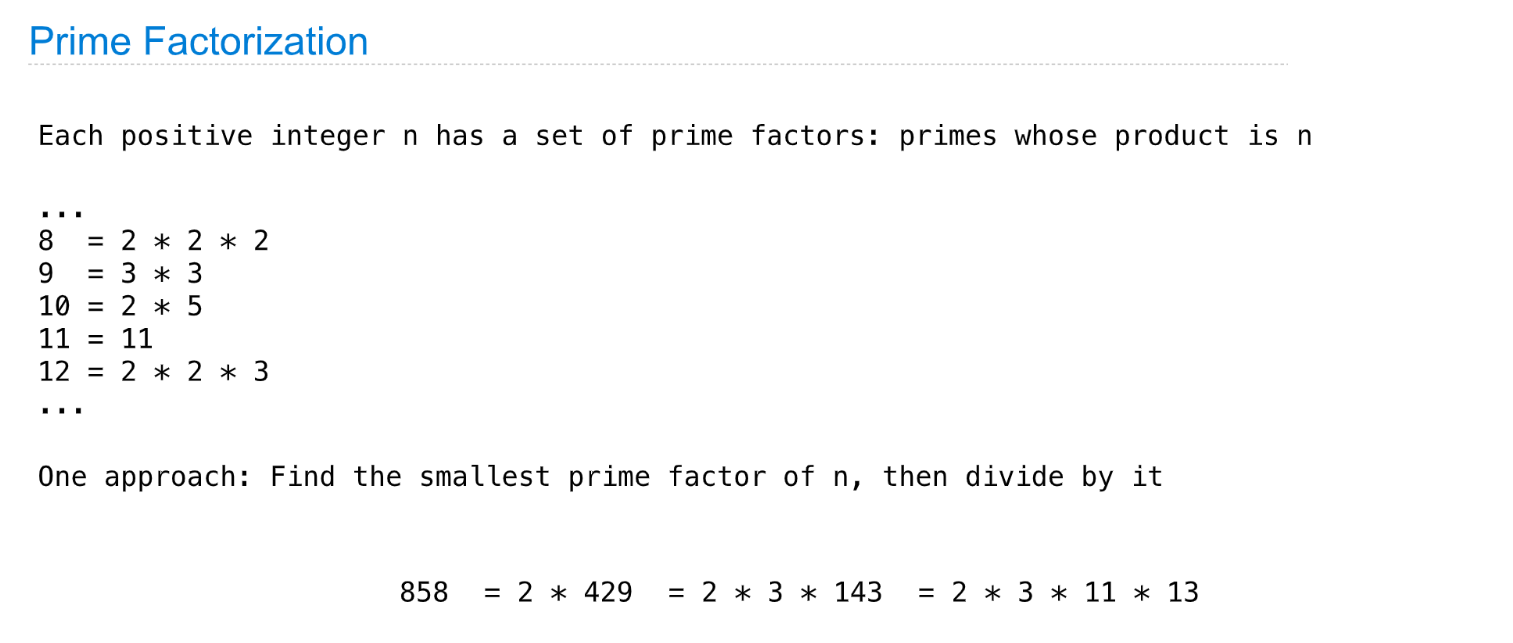 Prime Factorization
Each positive integer n has a set of prime factors: primes whose product is n
...
8  = 2 * 2 * 2
9  = 3 * 3
10 = 2 * 5
11 = 11
12 = 2 * 2 * 3
...
One approach: Find the smallest prime factor of n, then divide by it
858  = 2 * 429  = 2 * 3 * 143  = 2 * 3 * 11 * 13